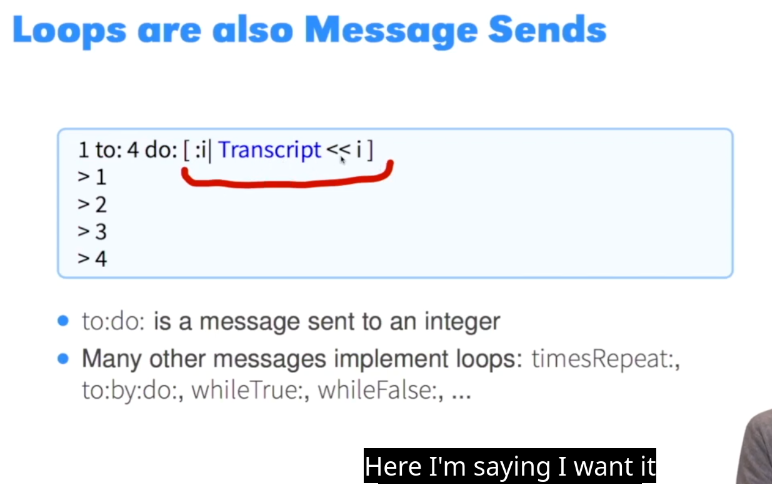 Loops are also Message Sends
1 to: 4 do: [ :i| Transcript << i ]
> 1
> 2
> 3
> 4
• to:do: is a message sent to an integer
• Many other messages implement loops: timesRepeat:,
to:by:do:, whileTrue:, whileFalse:, ...
Here I'm saying I want it